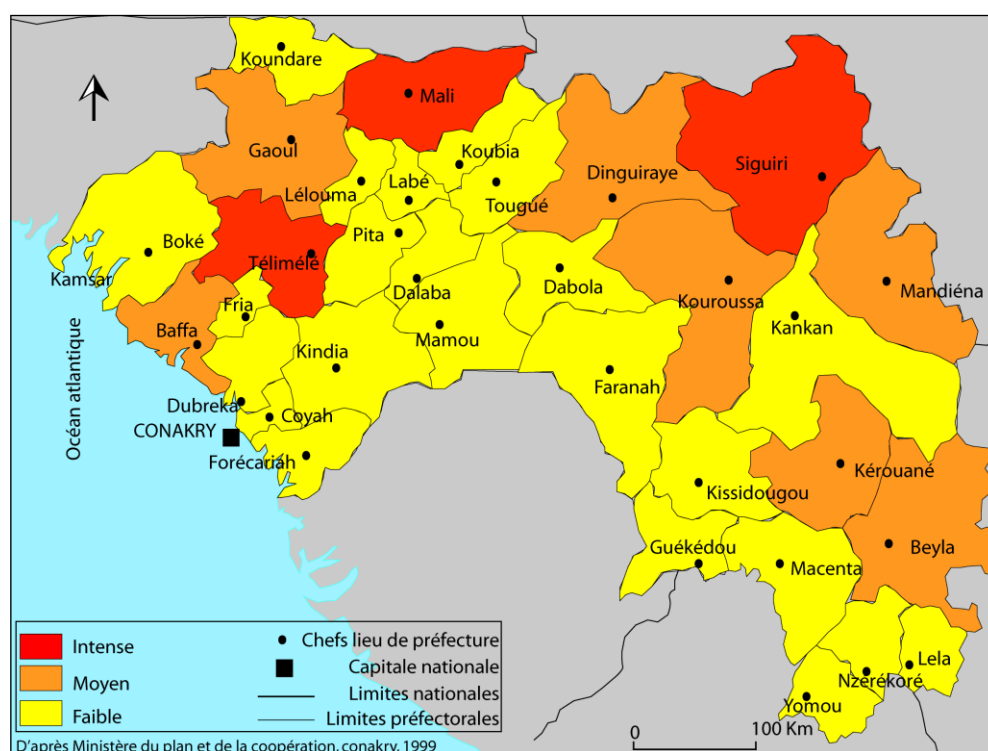 Koundare
Mali
Gaoul
Koubia
Siguiri
Labé
Dinguiraye
Lélouma
Tougué
Pita
Boké
Télimélé
Kamsar
Dalaba
Dabola
Kouroussa
Mandiéna
Fria
Kankan
Baffa
Mamou
Kindia
Océan atlantique
Faranah
Dubreka
Coyah
CONAKRY
Forécariah
Kérouané
Kissidougou
Guékédou
Beyla
Macenta
Lela
Nzerékoré
Yomou
Intense
Moyen
Faible
Chefs lieu de préfecture
Capitale nationale
Limites nationales
Limites préfectorales
0 100 Km
D'après Ministère du plan et de la coopération, conakry, 1999